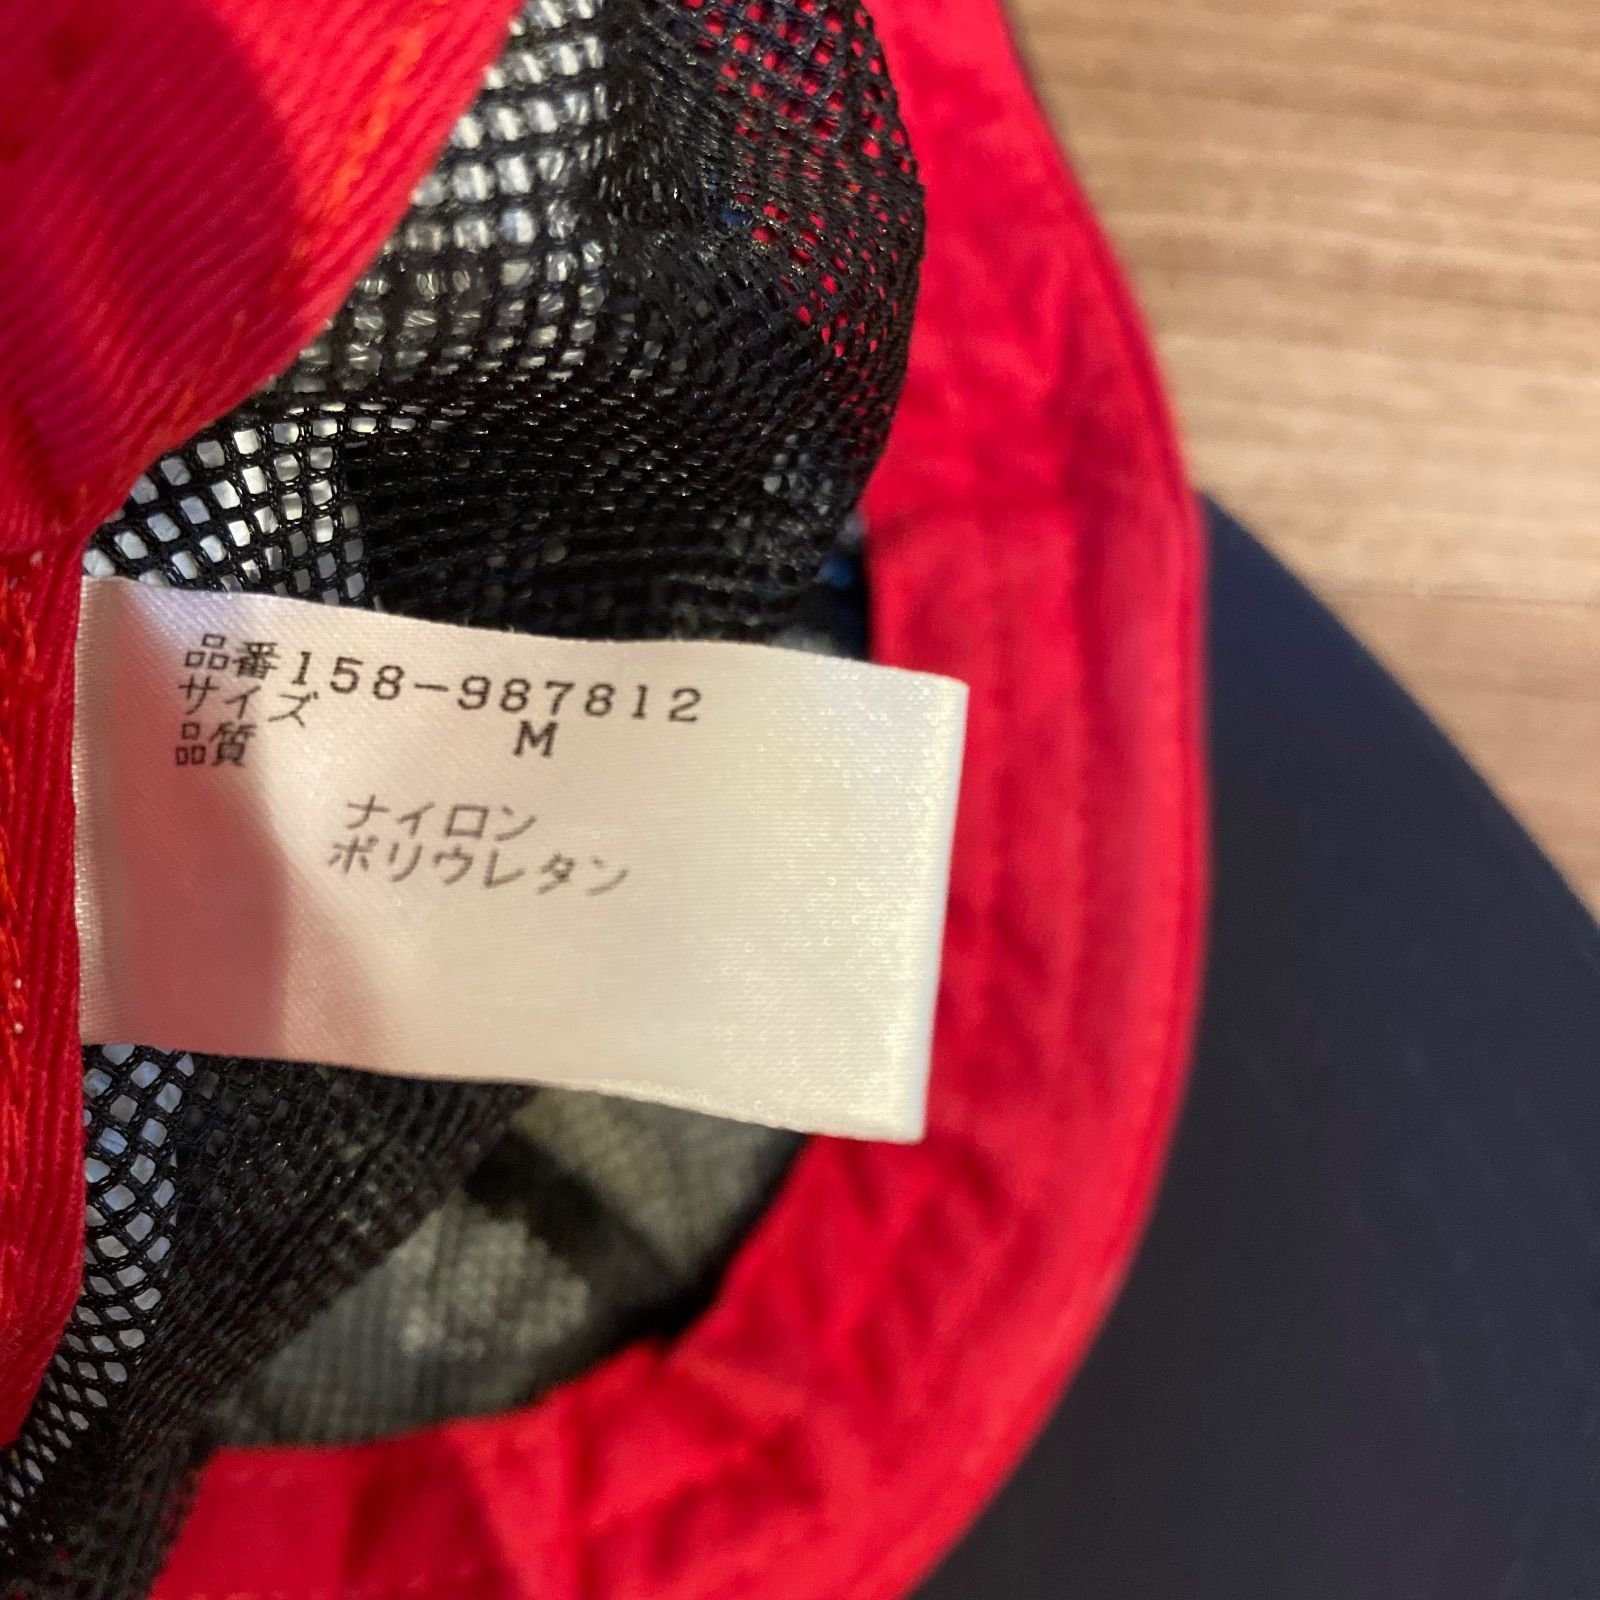 品番158-987812
サイズ M
品質
ナイロン
ポリウレタン